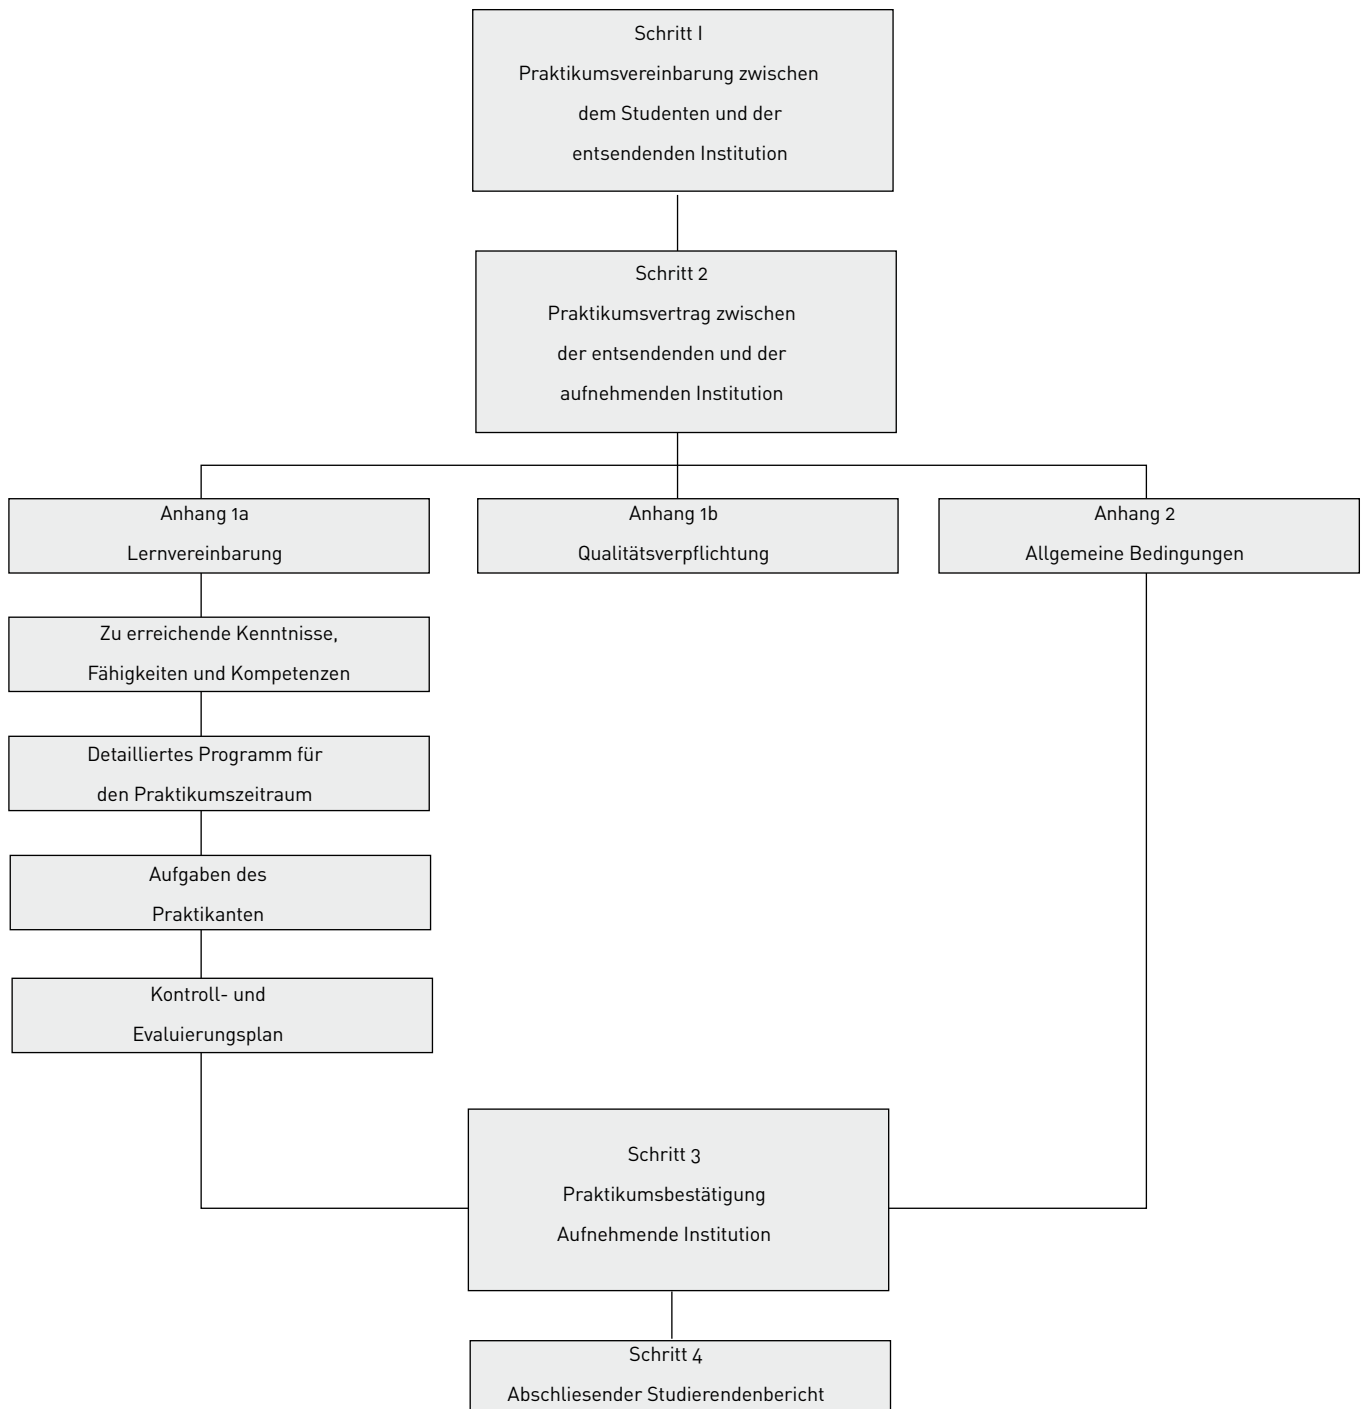 Schritt I
Praktikumsvereinbarung zwischen
dem Studenten und der
entsendenden Institution
Schritt 2
Praktikumsvertrag zwischen
der entsendenden und der
aufnehmenden Institution
Anhang 1a
Lernvereinbarung
Anhang 1b
Qualitätsverpflichtung
Anhang 2
Allgemeine Bedingungen
Zu erreichende Kenntnisse,
Fähigkeiten und Kompetenzen
Detailliertes Programm für
den Praktikumszeitraum
Aufgaben des
Praktikanten
Kontroll- und
Evaluierungsplan
Schritt 3
Praktikumsbestätigung
Aufnehmende Institution
Schritt 4
Abschliesender Studierendenbericht